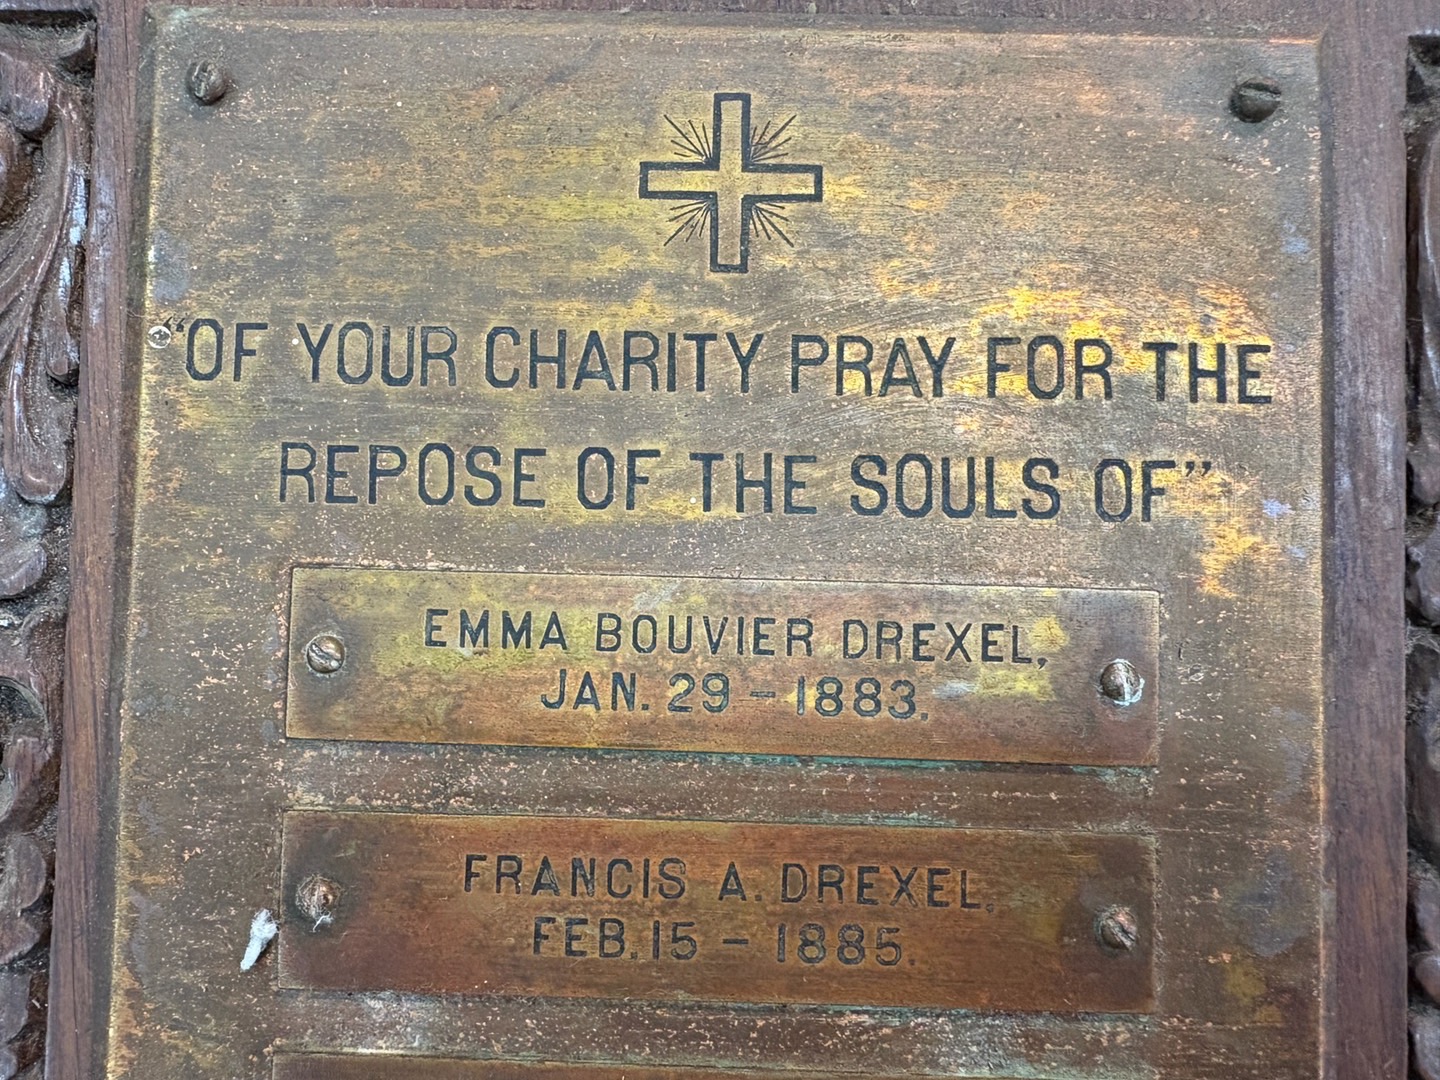 “OF YOUR CHARITY PRAY FOR THE
REPOSE OF THE SOULS OF”
EMMA BOUVIER DREXEL,
JAN. 29 – 1883.
FRANCIS A. DREXEL,
FEB. 15 – 1885.